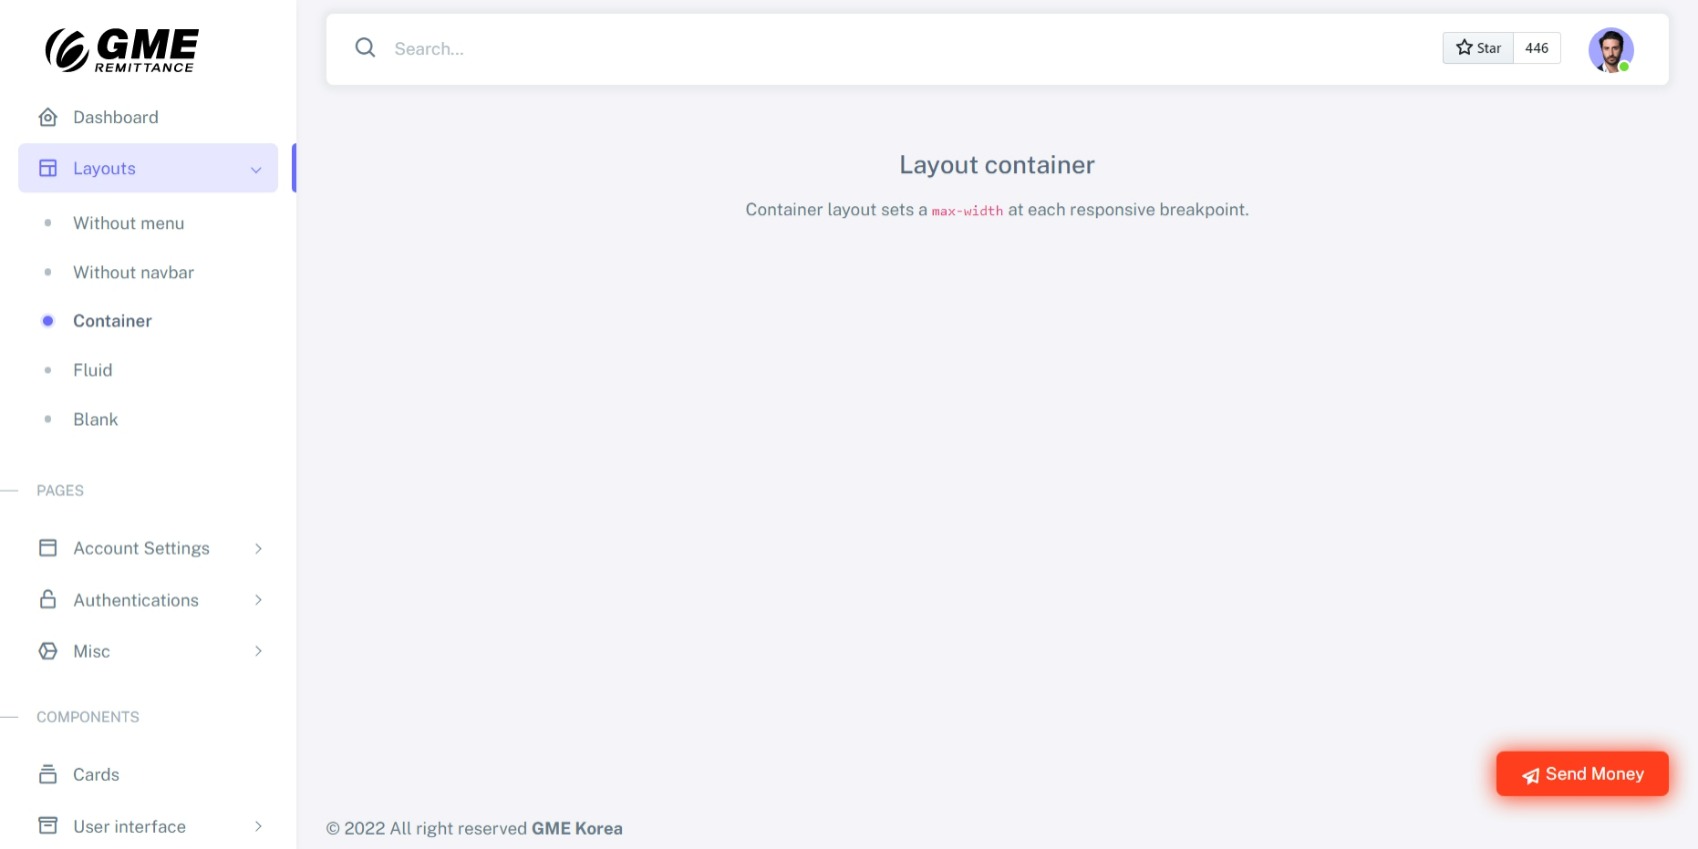 GME
REMITTANCE
Dashboard
Layouts
Without menu
Without navbar
Container
Fluid
Blank
PAGES
Account Settings
Authentications
Misc
COMPONENTS
Cards
User interface
Search...
Star 446
Layout container
Container layout sets a max-width at each responsive breakpoint.
Send Money
© 2022 All right reserved GME Korea